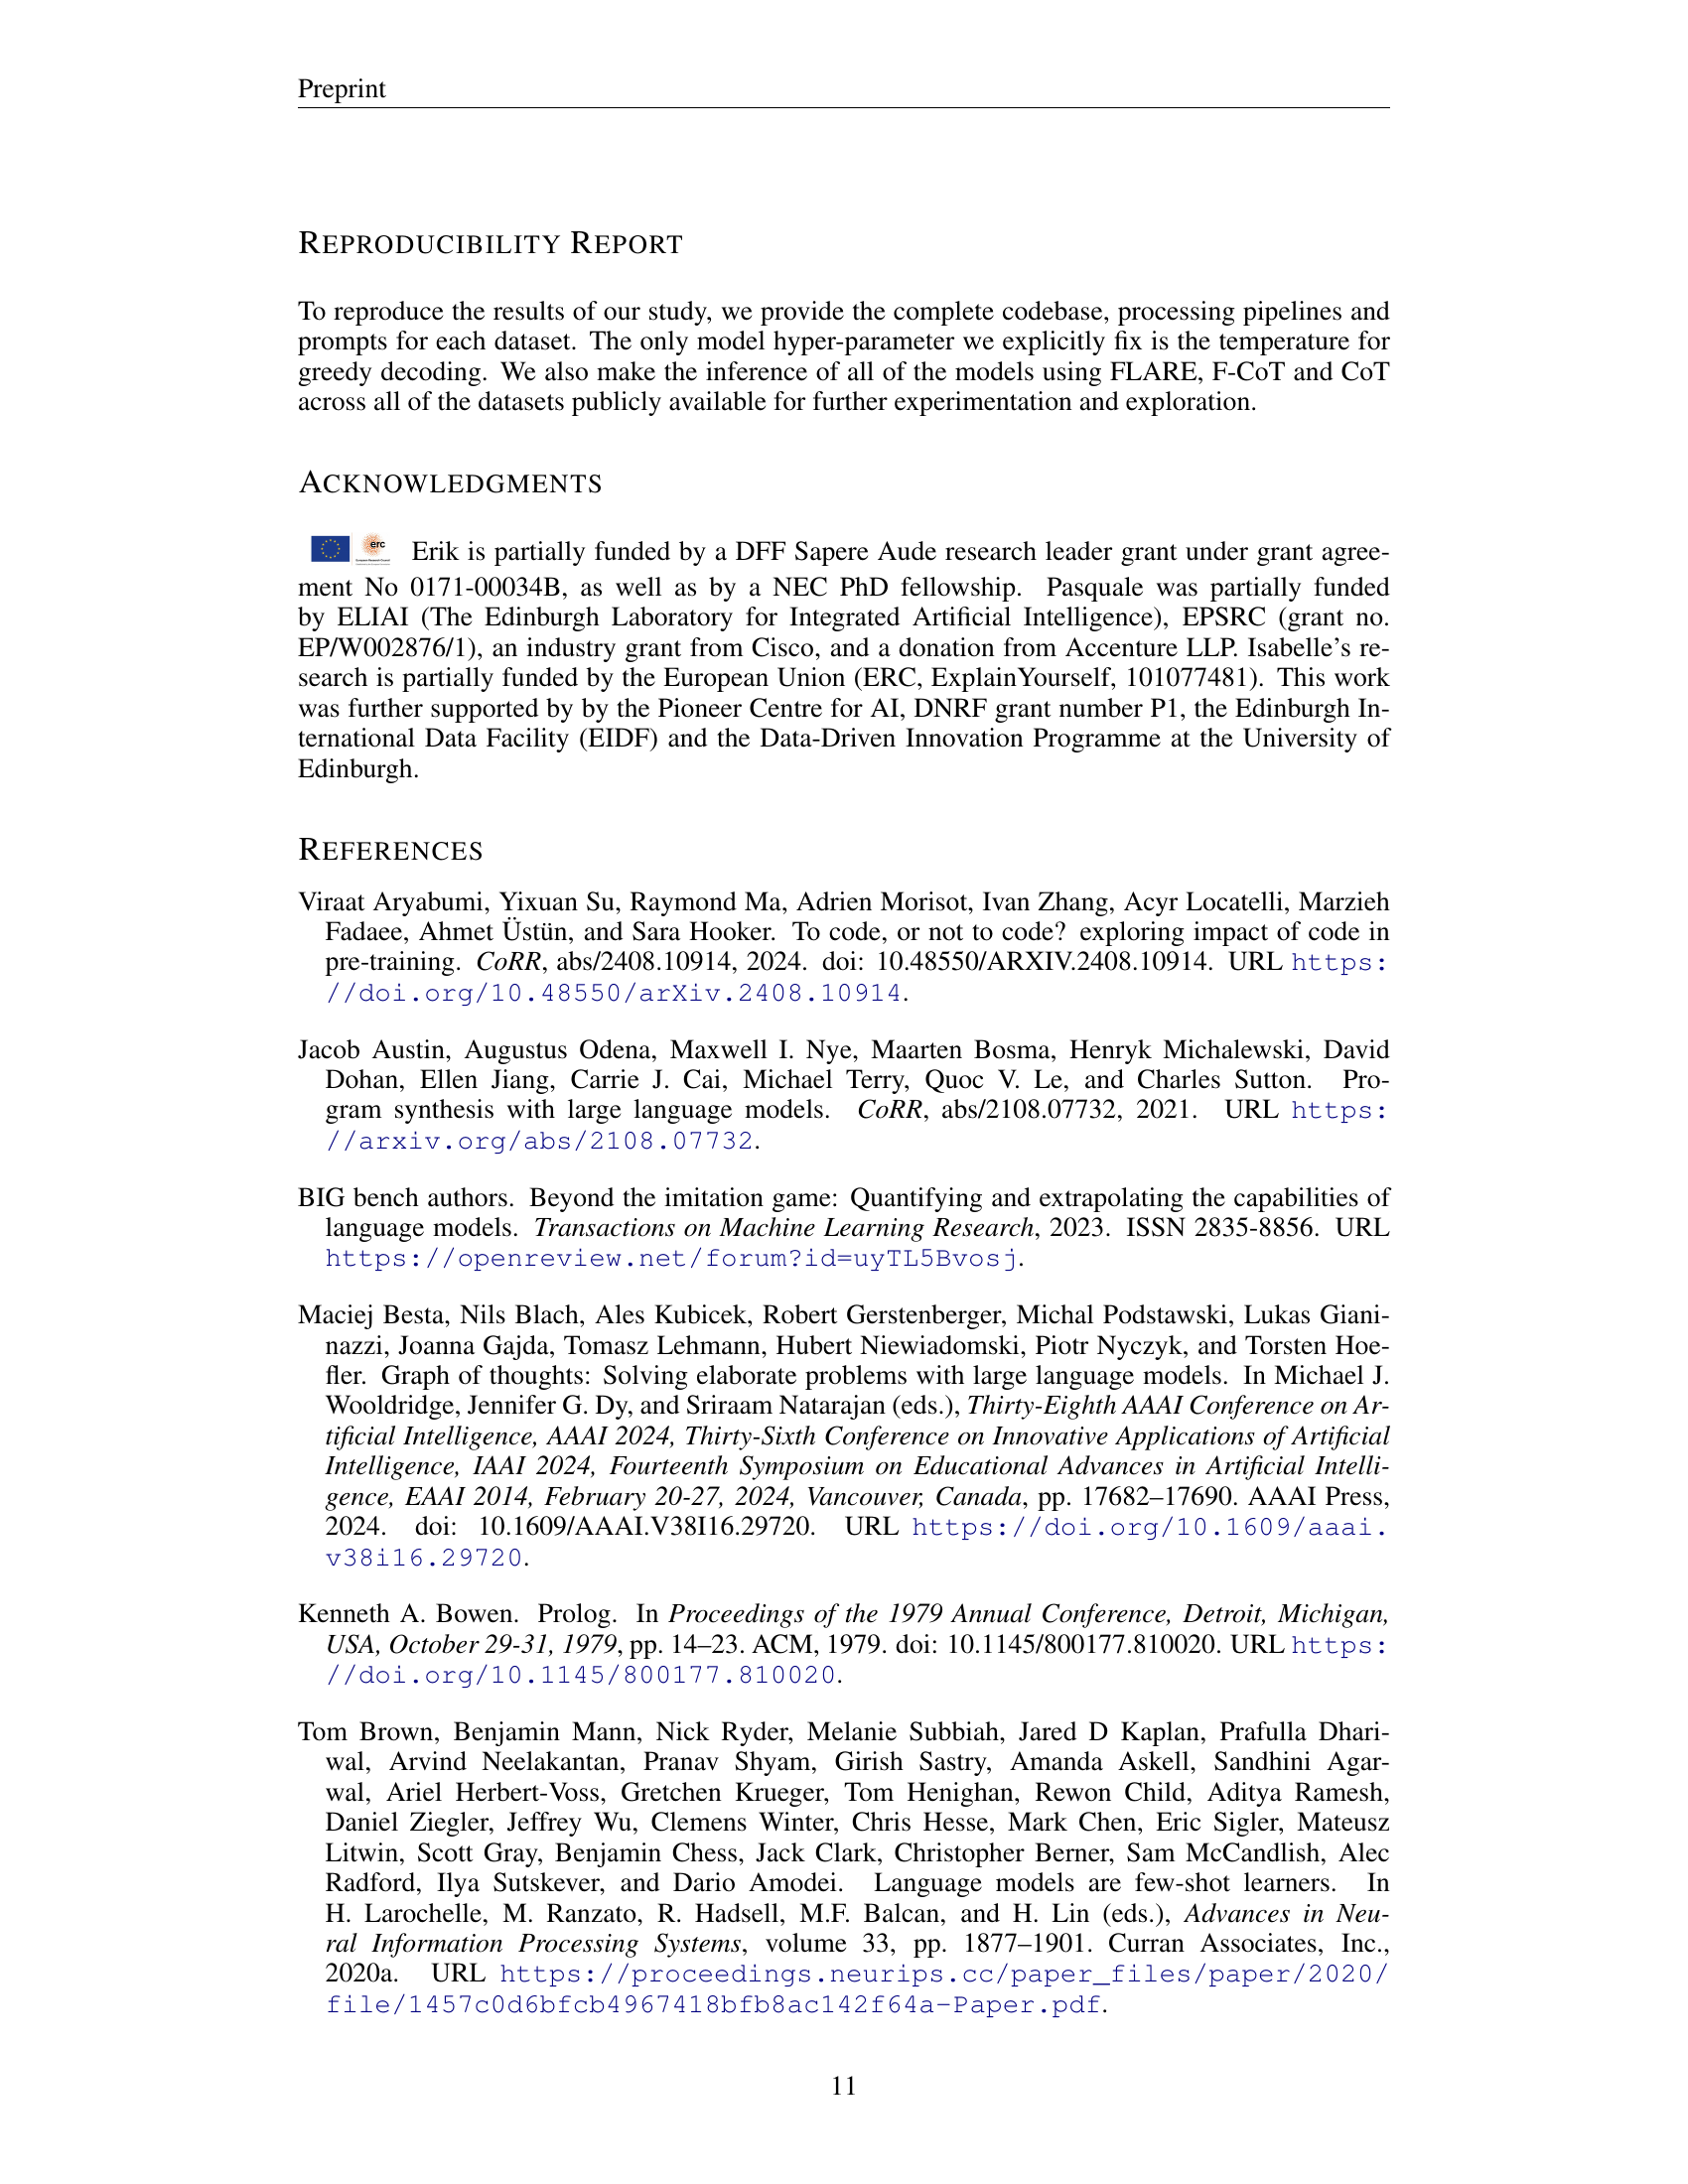 Preprint
REPRODUCIBILITY REPORT
To reproduce the results of our study, we provide the complete codebase, processing pipelines and
prompts for each dataset. The only model hyper-parameter we explicitly fix is the temperature for
greedy decoding. We also make the inference of all of the models using FLARE, F-CoT and CoT
across all of the datasets publicly available for further experimentation and exploration.
ACKNOWLEDGMENTS
erc Erik is partially funded by a DFF Sapere Aude research leader grant under grant agree-
ment No 0171-00034B, as well as by a NEC PhD fellowship. Pasquale was partially funded
by ELIAI (The Edinburgh Laboratory for Integrated Artificial Intelligence), EPSRC (grant no.
EP/W002876/1), an industry grant from Cisco, and a donation from Accenture LLP. Isabelle's re-
search is partially funded by the European Union (ERC, ExplainYourself, 101077481). This work
was further supported by by the Pioneer Centre for AI, DNRF grant number P1, the Edinburgh In-
ternational Data Facility (EIDF) and the Data-Driven Innovation Programme at the University of
Edinburgh.
REFERENCES
Viraat Aryabumi, Yixuan Su, Raymond Ma, Adrien Morisot, Ivan Zhang, Acyr Locatelli, Marzieh
Fadaee, Ahmet Üstün, and Sara Hooker. To code, or not to code? exploring impact of code in
pre-training. CoRR, abs/2408.10914, 2024. doi: 10.48550/ARXIV.2408.10914. URL https:
//doi.org/10.48550/arXiv.2408.10914.
Jacob Austin, Augustus Odena, Maxwell I. Nye, Maarten Bosma, Henryk Michalewski, David
Dohan, Ellen Jiang, Carrie J. Cai, Michael Terry, Quoc V. Le, and Charles Sutton. Pro-
gram synthesis with large language models. CoRR, abs/2108.07732, 2021. URL https:
//arxiv.org/abs/2108.07732.
BIG bench authors. Beyond the imitation game: Quantifying and extrapolating the capabilities of
language models. Transactions on Machine Learning Research, 2023. ISSN 2835-8856. URL
https://openreview.net/forum?id=uyTL5Bvosj.
Maciej Besta, Nils Blach, Ales Kubicek, Robert Gerstenberger, Michal Podstawski, Lukas Giani-
nazzi, Joanna Gajda, Tomasz Lehmann, Hubert Niewiadomski, Piotr Nyczyk, and Torsten Hoe-
fler. Graph of thoughts: Solving elaborate problems with large language models. In Michael J.
Wooldridge, Jennifer G. Dy, and Sriraam Natarajan (eds.), Thirty-Eighth AAAI Conference on Ar-
tificial Intelligence, AAAI 2024, Thirty-Sixth Conference on Innovative Applications of Artificial
Intelligence, IAAI 2024, Fourteenth Symposium on Educational Advances in Artificial Intelli-
gence, EAAI 2014, February 20-27, 2024, Vancouver, Canada, pp. 17682–17690. AAAI Press,
2024. doi: 10.1609/AAAI.V38I16.29720. URL https://doi.org/10.1609/aaai.
v38i16.29720.
Kenneth A. Bowen. Prolog. In Proceedings of the 1979 Annual Conference, Detroit, Michigan,
USA, October 29-31, 1979, pp. 14–23. ACM, 1979. doi: 10.1145/800177.810020. URL https:
//doi.org/10.1145/800177.810020.
Tom Brown, Benjamin Mann, Nick Ryder, Melanie Subbiah, Jared D Kaplan, Prafulla Dhari-
wal, Arvind Neelakantan, Pranav Shyam, Girish Sastry, Amanda Askell, Sandhini Agar-
wal, Ariel Herbert-Voss, Gretchen Krueger, Tom Henighan, Rewon Child, Aditya Ramesh,
Daniel Ziegler, Jeffrey Wu, Clemens Winter, Chris Hesse, Mark Chen, Eric Sigler, Mateusz
Litwin, Scott Gray, Benjamin Chess, Jack Clark, Christopher Berner, Sam McCandlish, Alec
Radford, Ilya Sutskever, and Dario Amodei. Language models are few-shot learners. In
H. Larochelle, M. Ranzato, R. Hadsell, M.F. Balcan, and H. Lin (eds.), Advances in Neu-
ral Information Processing Systems, volume 33, pp. 1877–1901. Curran Associates, Inc.,
2020a. URL https://proceedings.neurips.cc/paper_files/paper/2020/
file/1457c0d6bfcb4967418bfb8ac142f64a-Paper.pdf.
11